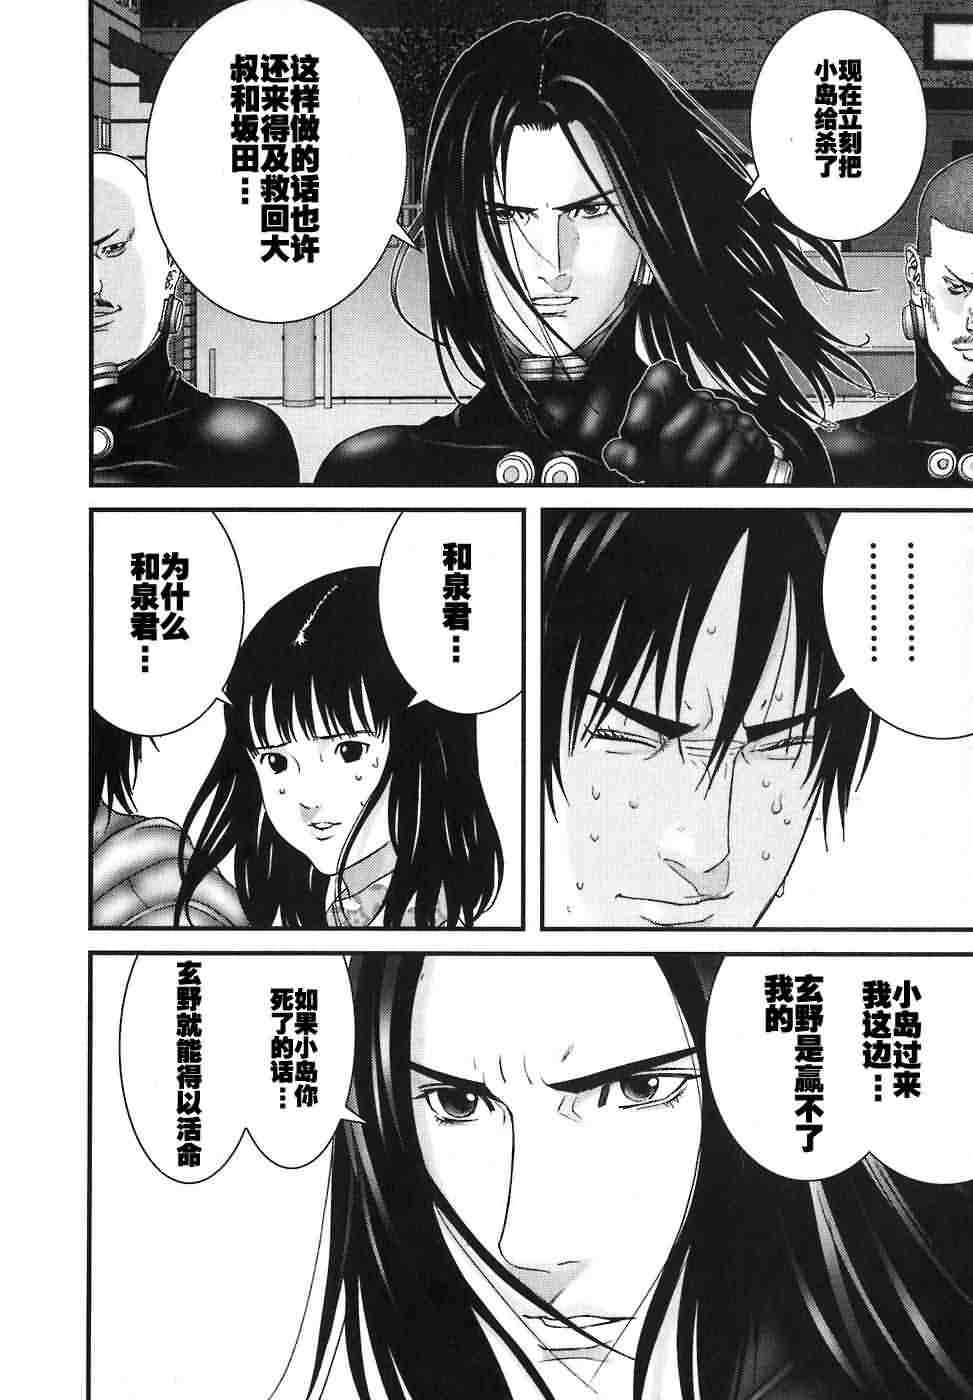 现在立刻把
小岛给杀了
这样做的话也许
还来得及救回大
叔和坂田…
…………
…………
和泉君…
为什么
和泉君…
小岛过来
我这边…
玄野是赢不了
我的
如果小岛你
死了的话…
玄野就能得以活命